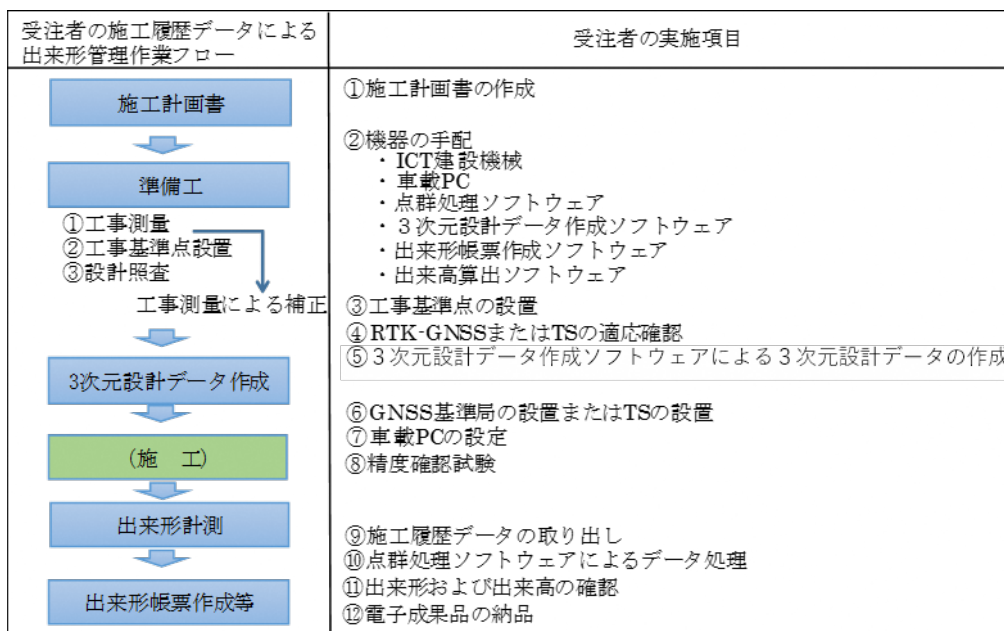 受注者の施工履歴データによる
出来形管理作業フロー
受注者の実施項目
施工計画書
準備工
①工事測量
②工事基準点設置
③設計照査
工事測量による補正
3次元設計データ作成
(施 工)
出来形計測
出来形帳票作成等
①施工計画書の作成
②機器の手配
・ICT建設機械
・車載PC
・点群処理ソフトウェア
・３次元設計データ作成ソフトウェア
・出来形帳票作成ソフトウェア
・出来高算出ソフトウェア
③工事基準点の設置
④RTK-GNSSまたはTSの適応確認
⑤３次元設計データ作成ソフトウェアによる３次元設計データの作成
⑥GNSS基準局の設置またはTSの設置
⑦車載PCの設定
⑧精度確認試験
⑨施工履歴データの取り出し
⑩点群処理ソフトウェアによるデータ処理
⑪出来形および出来高の確認
⑫電子成果品の納品